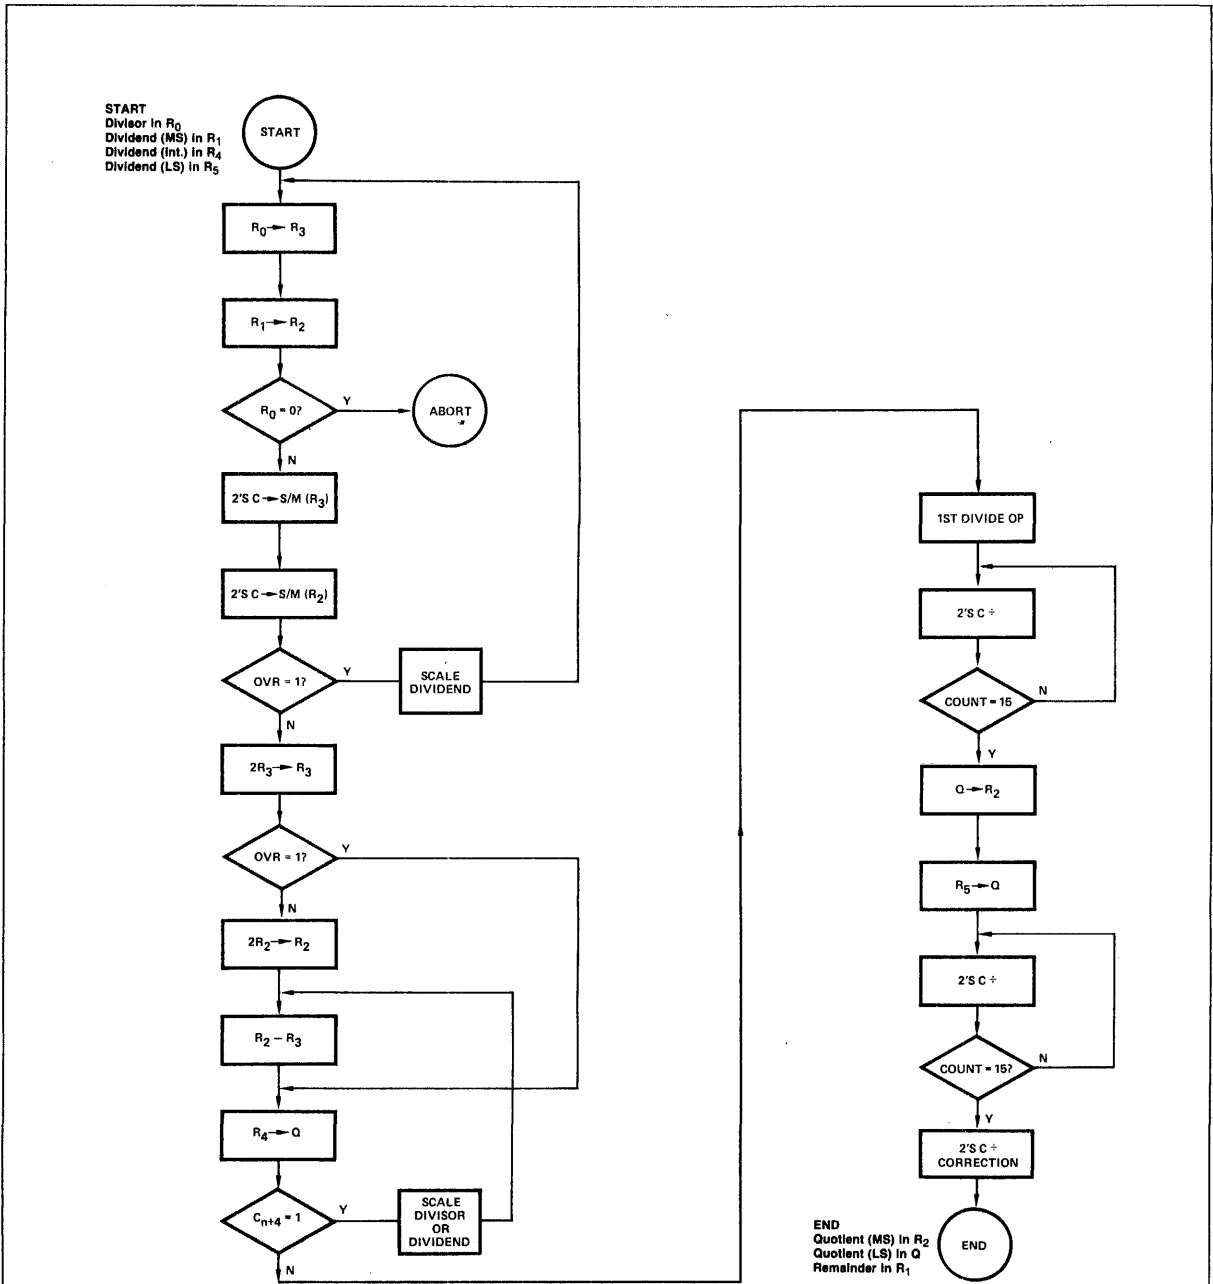 START
Divisor in R0
Dividend (MS) in R1
Dividend (Int.) in R4
Dividend (LS) in R5
START
R0 → R3
R1 → R2
R0 = 0?
Y
ABORT
N
2'S C → S/M (R3)
2'S C → S/M (R2)
OVR = 1?
Y
SCALE
DIVIDEND
N
2R3 → R3
OVR = 1?
Y
N
2R2 → R2
R2 – R3
R4 → Q
Cn+4 = 1
Y
SCALE
DIVISOR
OR
DIVIDEND
N
1ST DIVIDE OP
2'S C ÷
COUNT = 15
N
Y
Q → R2
R5 → Q
2'S C ÷
COUNT = 15?
N
Y
2'S C ÷
CORRECTION
END
Quotient (MS) in R2
Quotient (LS) in Q
Remainder in R1
END